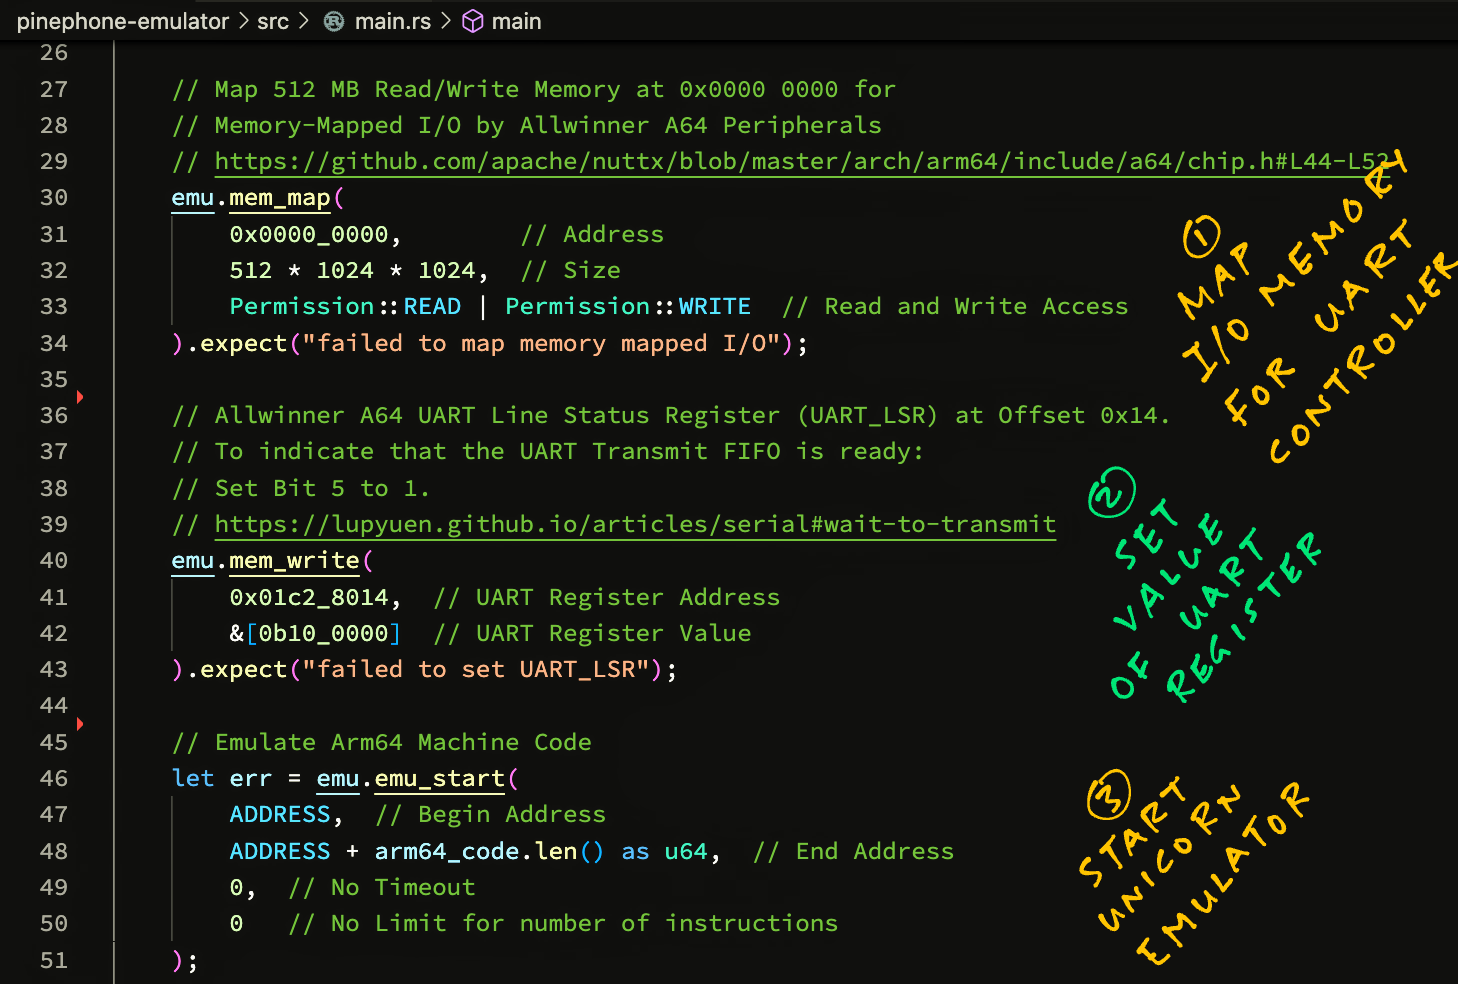 pinephone-emulator > src > main.rs > main
26
27 // Map 512 MB Read/Write Memory at 0x0000 0000 for
28 // Memory-Mapped I/O by Allwinner A64 Peripherals
29 // https://github.com/apache/nuttx/blob/master/arch/arm64/include/a64/chip.h#L44-L52
30 emu.mem_map(
31 0x0000_0000, // Address
32 512 * 1024 * 1024, // Size
33 Permission::READ | Permission::WRITE // Read and Write Access
34 ).expect("failed to map memory mapped I/O");
35
36 // Allwinner A64 UART Line Status Register (UART_LSR) at Offset 0x14.
37 // To indicate that the UART Transmit FIFO is ready:
38 // Set Bit 5 to 1.
39 // https://lupyuen.github.io/articles/serial#wait-to-transmit
40 emu.mem_write(
41 0x01c2_8014, // UART Register Address
42 &[0b10_0000] // UART Register Value
43 ).expect("failed to set UART_LSR");
44
45 // Emulate Arm64 Machine Code
46 let err = emu.emu_start(
47 ADDRESS, // Begin Address
48 ADDRESS + arm64_code.len() as u64, // End Address
49 0, // No Timeout
50 0 // No Limit for number of instructions
51 );
1
MAP
I/O MEMORY
FOR UART
CONTROLLER
2
SET
VALUE
OF UART
REGISTER
3
START
UNICORN
EMULATOR